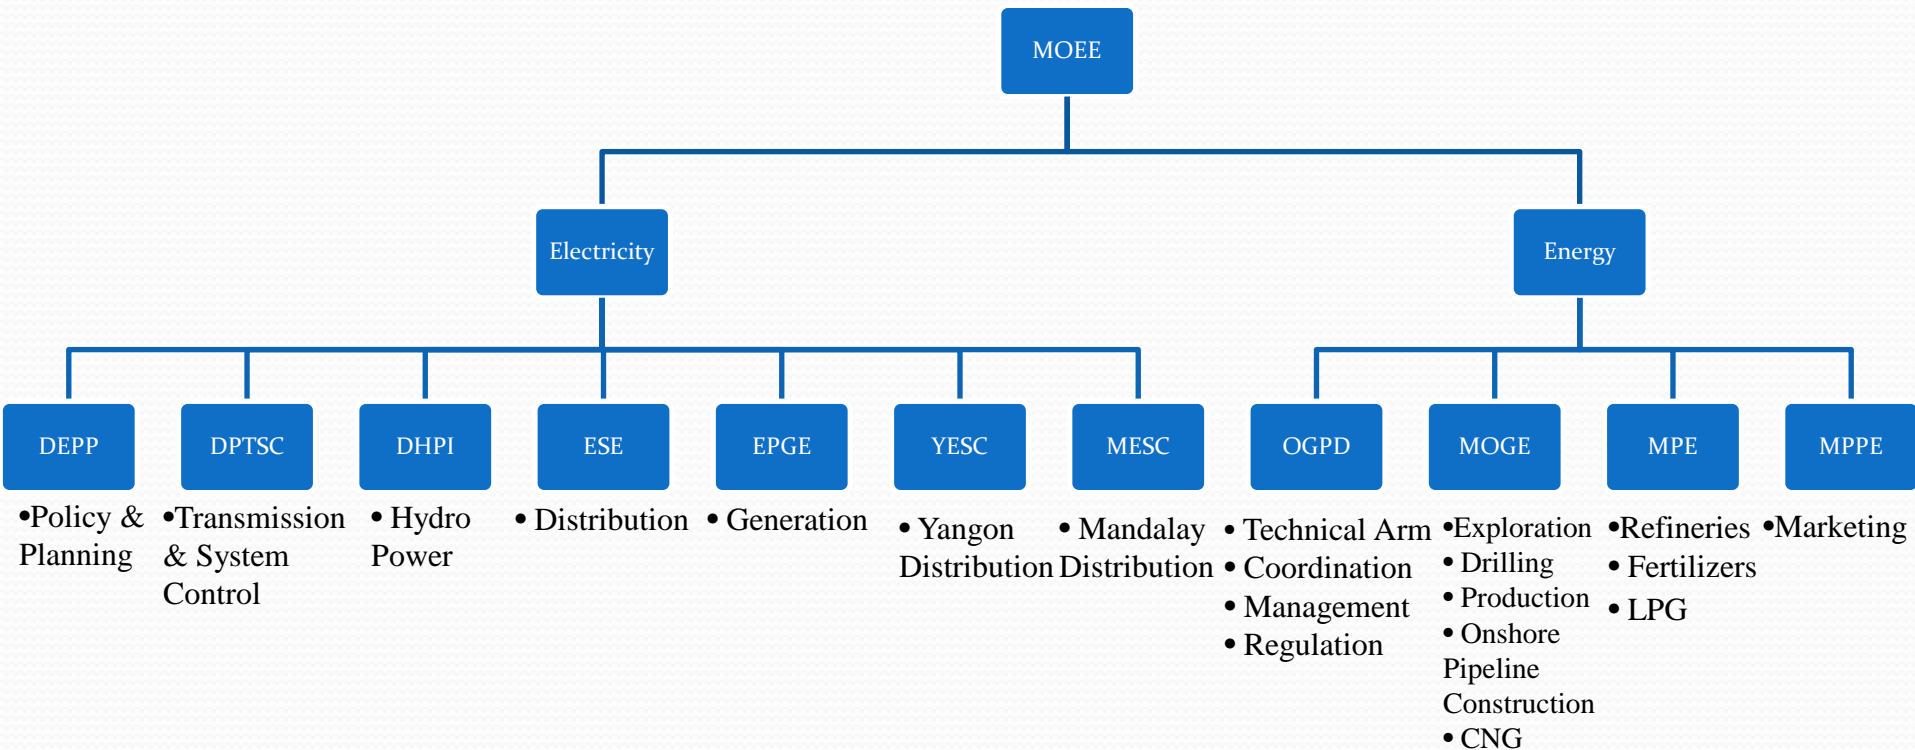 MOEE
Electricity
Energy
DEPP
DPTSC
DHPI
ESE
EPGE
YESC
MESC
OGPD
MOGE
MPE
MPPE
•Policy &
Planning
•Transmission
& System
Control
• Hydro
Power
• Distribution
• Generation
• Yangon
Distribution
• Mandalay
Distribution
• Technical Arm
• Coordination
• Management
• Regulation
•Exploration
• Drilling
• Production
• Onshore
Pipeline
Construction
• CNG
•Refineries
• Fertilizers
• LPG
•Marketing